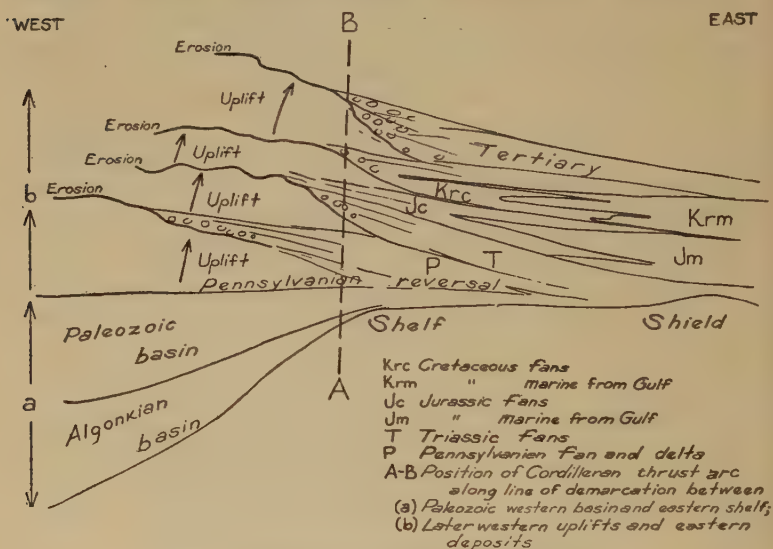 WEST
B
EAST
Erosion
Uplift
Erosion
Uplift
Tertiary
Erosion
Uplift
Krc
b
Erosion
Jc
Krm
Uplift
P
T
Jm
Pennsylvanian reversal
Paleozoic
basin
Shelf
Shield
a
Algonkian
basin
A
Krc Cretaceous fans
Krm " marine from Gulf
Jc Jurassic Fans
Jm " marine from Gulf
T Triassic Fans
P Pennsylvanian Fan and delta
A-B Position of Cordilleran thrust arc
along line of demarcation between
(a) Paleozoic western basin and eastern shelf;
(b) Later western uplifts and eastern
deposits